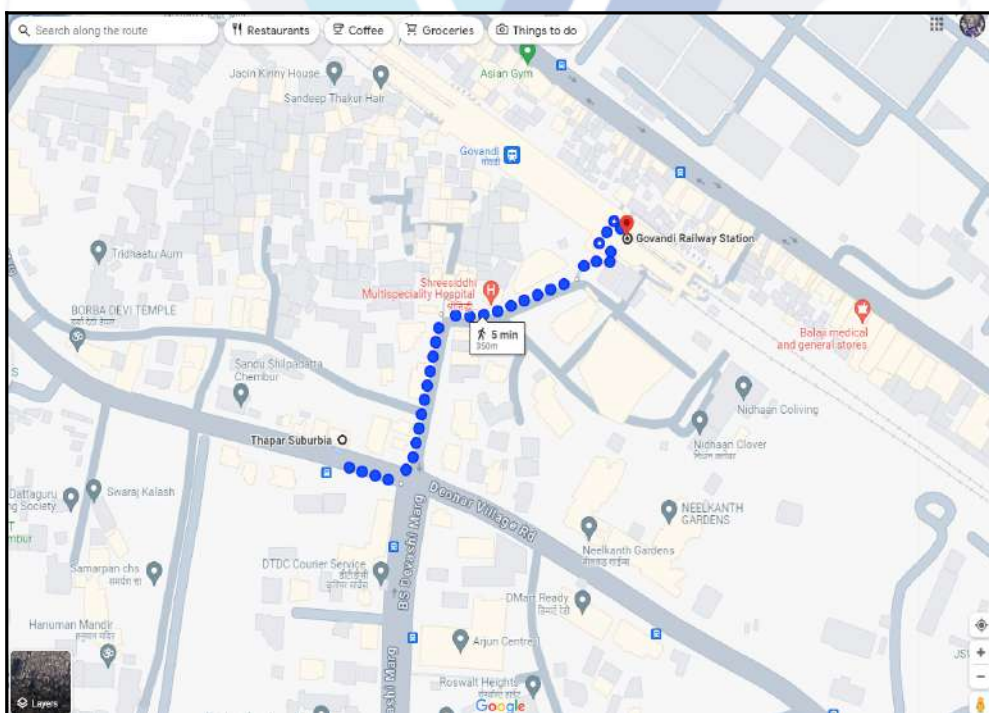 Search along the route
Restaurants
Coffee
Groceries
Things to do
Asian Gym
Jacin Kinny House
Sandeep Thakur Hair
Govandi
गोवंडी
Govandi Railway Station
Tridhaatu Aum
Shreesiddhi
Multispeciality Hospital
BORBA DEVI TEMPLE
5 min
350m
Balaji medical
and general stores
Sandu Shilpadatta
Chembur
Nidhaan Coliving
Thapar Suburbia
Nidhaan Clover
Dattaguru
Swaraj Kalash
Deonar Village Rd
NEELKANTH
GARDENS
BS Devashi Marg
Neelkanth Gardens
DTDC Courier Service
Samarpan chs
समर्पण सा
DMart Ready
Hanuman Mandir
Arjun Centre
Roswalt Heights
Layers
Google